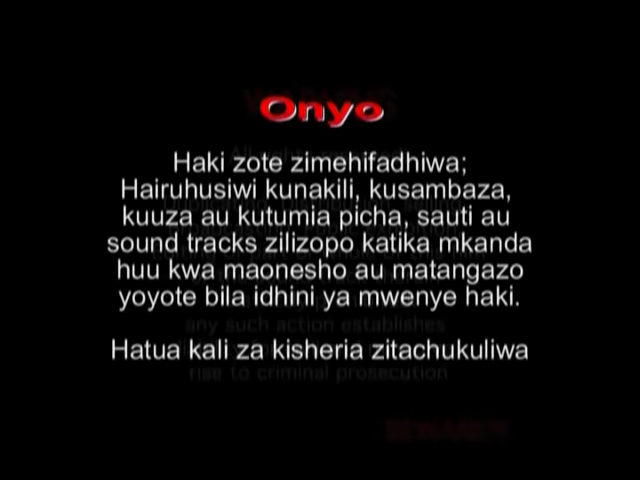 Onyo
Haki zote zimehifadhiwa;
Hairuhusiwi kunakili, kusambaza,
kuuza au kutumia picha, sauti au
sound tracks zilizopo katika mkanda
huu kwa maonesho au matangazo
yoyote bila idhini ya mwenye haki.
any such action establishes
Hatua kali za kisheria zitachukuliwa
rise to criminal prosecution